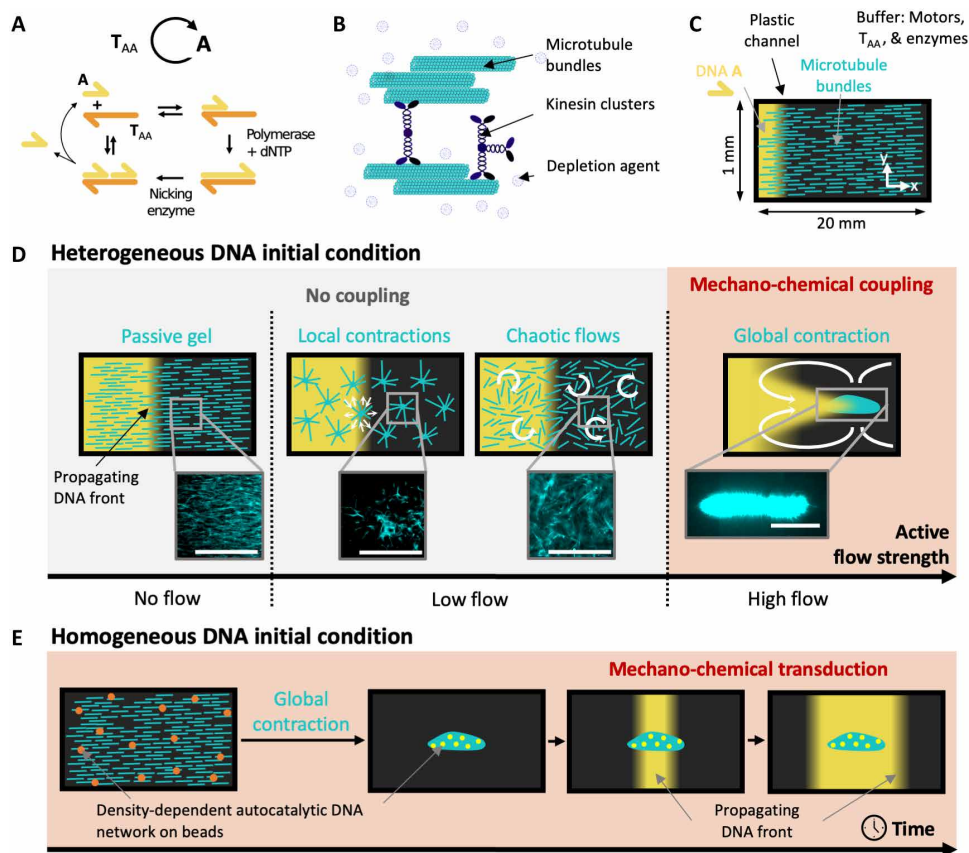 A
T_AA
A
A
+
T_AA
Polymerase
+ dNTP
Nicking
enzyme
B
Microtubule
bundles
Kinesin clusters
Depletion agent
C
Plastic
channel
Buffer: Motors,
T_AA, & enzymes
DNA A
Microtubule
bundles
1 mm
y
x
20 mm
D Heterogeneous DNA initial condition
No coupling
Mechano-chemical coupling
Passive gel
Local contractions
Chaotic flows
Global contraction
Propagating
DNA front
Active
flow strength
No flow
Low flow
High flow
E Homogeneous DNA initial condition
Mechano-chemical transduction
Global
contraction
Density-dependent autocatalytic DNA
network on beads
Propagating
DNA front
Time